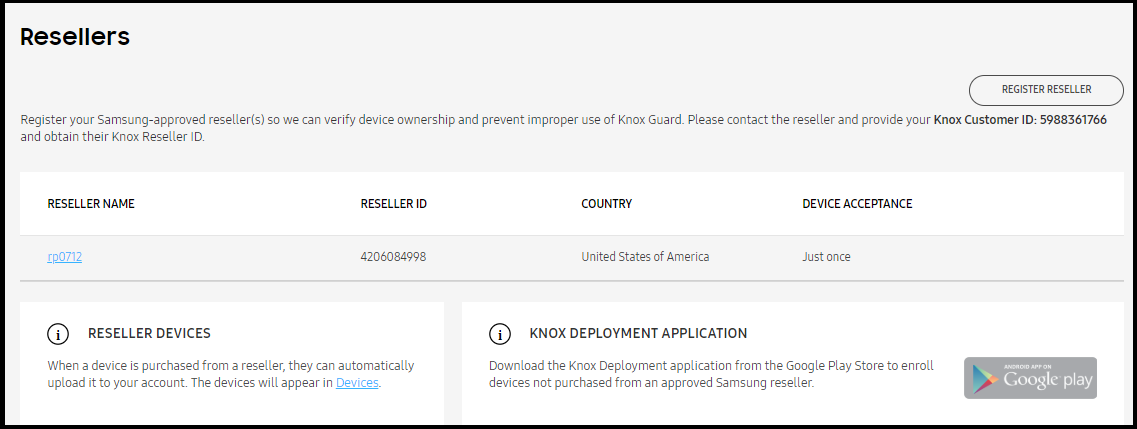 Resellers
REGISTER RESELLER
Register your Samsung-approved reseller(s) so we can verify device ownership and prevent improper use of Knox Guard. Please contact the reseller and provide your Knox Customer ID: 5988361766
and obtain their Knox Reseller ID.
RESELLER NAME RESELLER ID COUNTRY DEVICE ACCEPTANCE
rp0712 4206084998 United States of America Just once
i RESELLER DEVICES
When a device is purchased from a reseller, they can automatically
upload it to your account. The devices will appear in Devices.
i KNOX DEPLOYMENT APPLICATION
Download the Knox Deployment application from the Google Play Store to enroll
devices not purchased from an approved Samsung reseller.
ANDROID APP ON
Google play